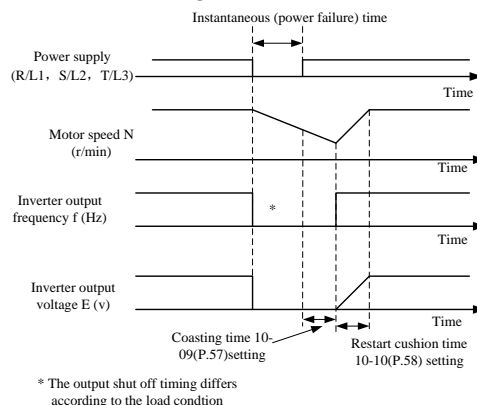 Instantaneous (power failure) time
Power supply
(R/L1，S/L2，T/L3)
Time
Motor speed N
(r/min)
Time
Inverter output
frequency f (Hz)
*
Time
Inverter output
voltage E (v)
Time
Coasting time 10-
09(P.57)setting
Restart cushion time
10-10(P.58) setting
* The output shut off timing differs
according to the load condtion